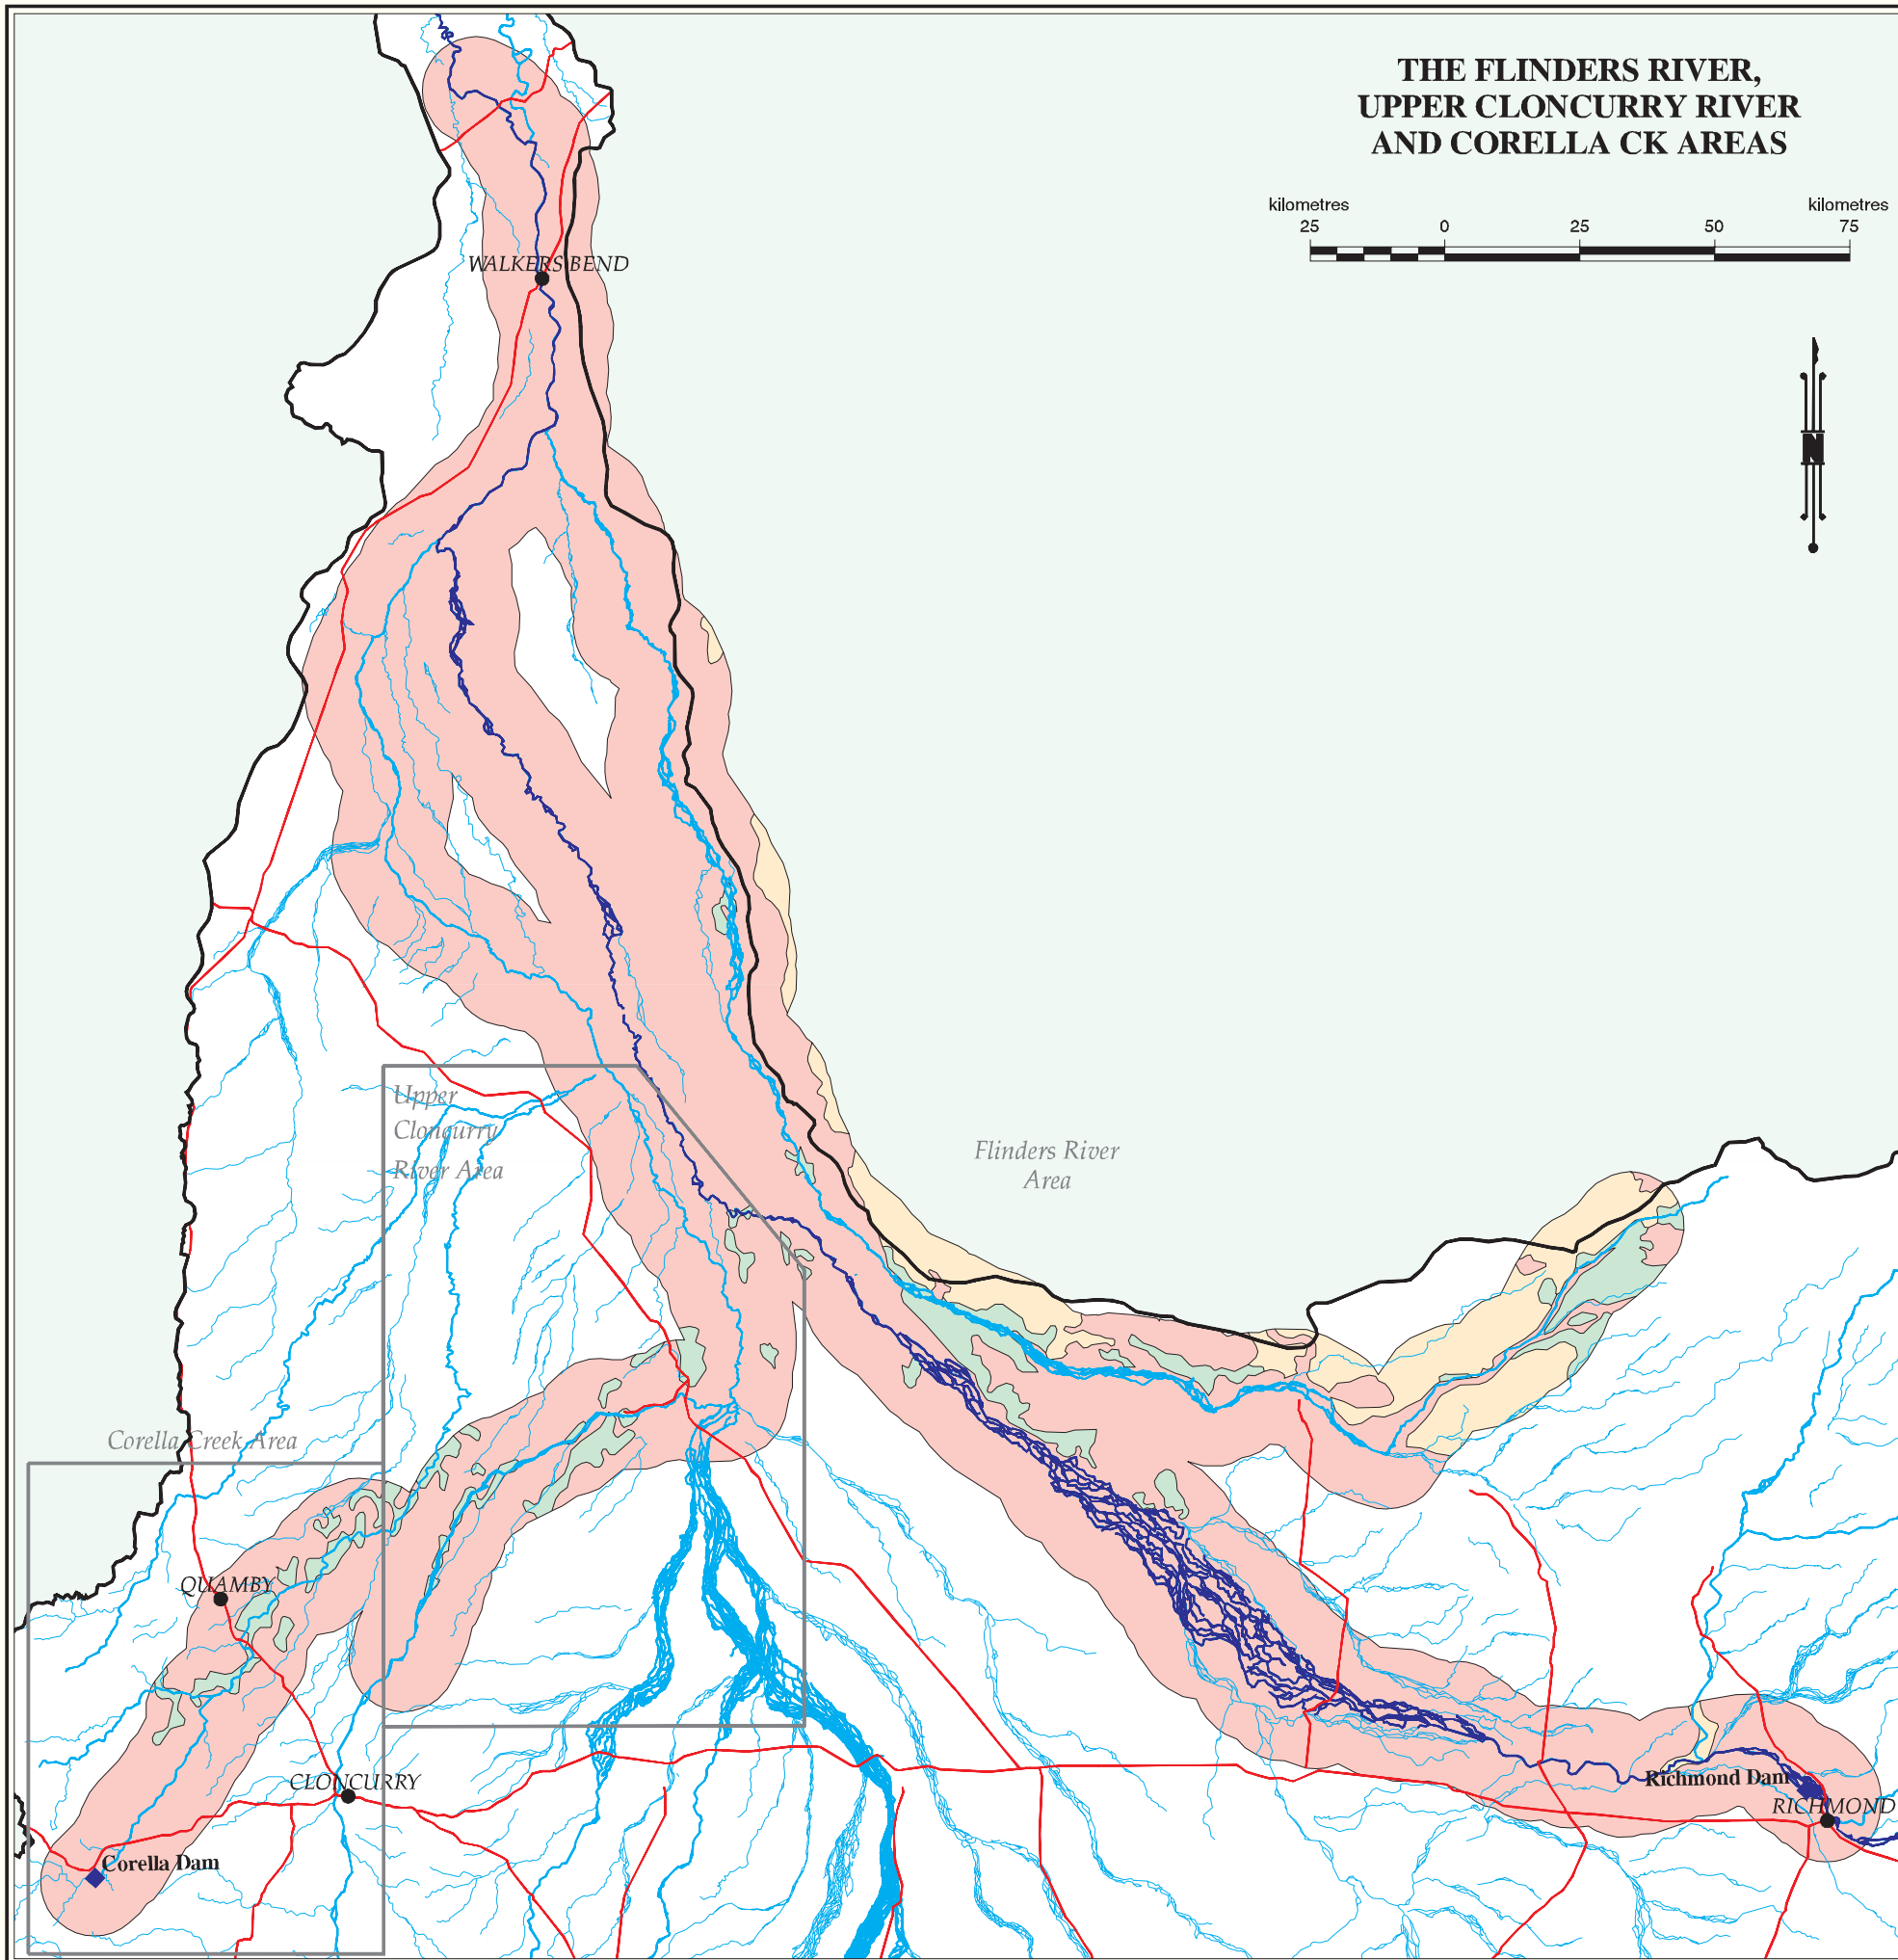 THE FLINDERS RIVER,
UPPER CLONCURRY RIVER
AND CORELLA CK AREAS
kilometres kilometres
25 0 25 50 75
WALKERS BEND
N
Upper
Cloncurry
River Area
Flinders River
Area
Corella Creek Area
QUAMBY
CLONCURRY
Richmond Dam
RICHMOND
Corella Dam